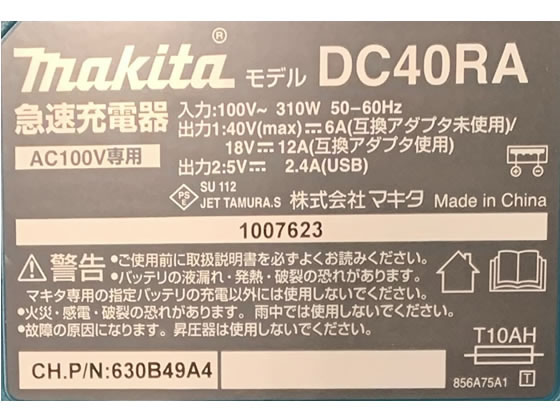 makita®
モデル DC40RA
急速充電器
AC100V専用
入力:100V~ 310W 50-60Hz
出力1:40V(max)⎓6A(互換アダプタ未使用)/
18V⎓12A(互換アダプタ使用)
出力2:5V⎓ 2.4A(USB)
PS
E
SU 112
JET TAMURA.S
株式会社マキタ Made in China
1007623
⚠警告
●ご使用前に取扱説明書を必ずよくお読みください。
●バッテリの液漏れ・発熱・破裂の恐れがあります。
マキタ専用の指定バッテリの充電以外には使用しないでください。
●火災・感電・破裂の恐れがあります。雨中では使用しないでください。
●故障の原因になります。昇圧器は使用しないでください。
T10AH
CH.P/N:630B49A4
856A75A1 T